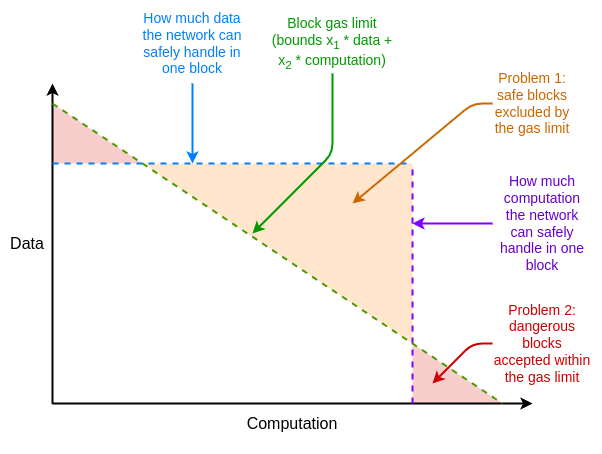 How much data
the network can
safely handle in
one block
Block gas limit
(bounds x1 * data +
x2 * computation)
Problem 1:
safe blocks
excluded by
the gas limit
How much
computation
the network
can safely
handle in one
block
Data
Problem 2:
dangerous
blocks
accepted within
the gas limit
Computation